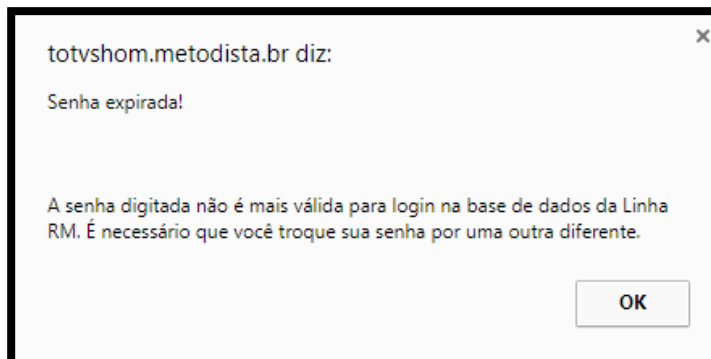 totvshom.metodista.br diz:
Senha expirada!
A senha digitada não é mais válida para login na base de dados da Linha
RM. É necessário que você troque sua senha por uma outra diferente.
OK